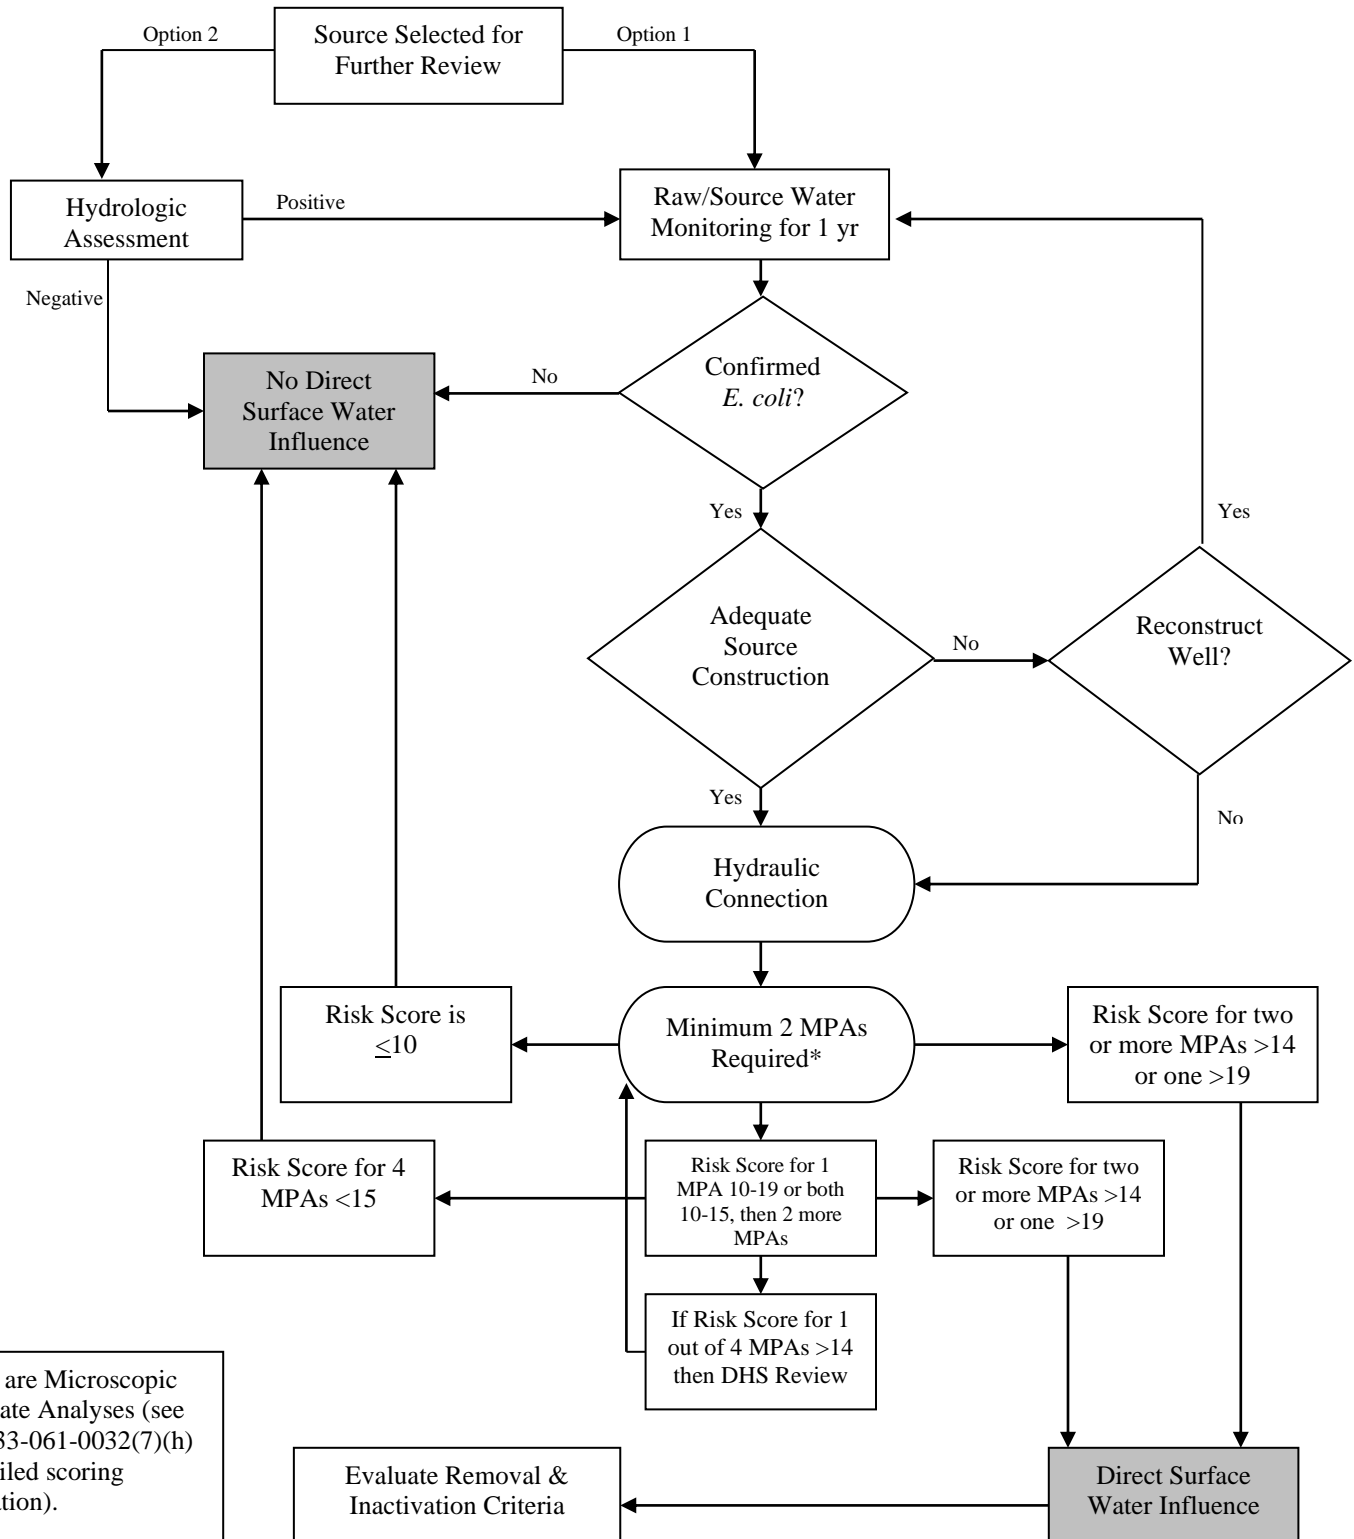 Option 2
Source Selected for
Further Review
Option 1
Hydrologic
Assessment
Positive
Raw/Source Water
Monitoring for 1 yr
Negative
No Direct
Surface Water
Influence
No
Confirmed
E. coli?
Yes
Yes
Adequate
Source
Construction
No
Reconstruct
Well?
Yes
No
Hydraulic
Connection
Risk Score is
≤10
Minimum 2 MPAs
Required*
Risk Score for two
or more MPAs >14
or one >19
Risk Score for 4
MPAs <15
Risk Score for 1
MPA 10-19 or both
10-15, then 2 more
MPAs
Risk Score for two
or more MPAs >14
or one >19
If Risk Score for 1
out of 4 MPAs >14
then DHS Review
are Microscopic
ate Analyses (see
33-061-0032(7)(h)
iled scoring
tion).
Evaluate Removal &
Inactivation Criteria
Direct Surface
Water Influence